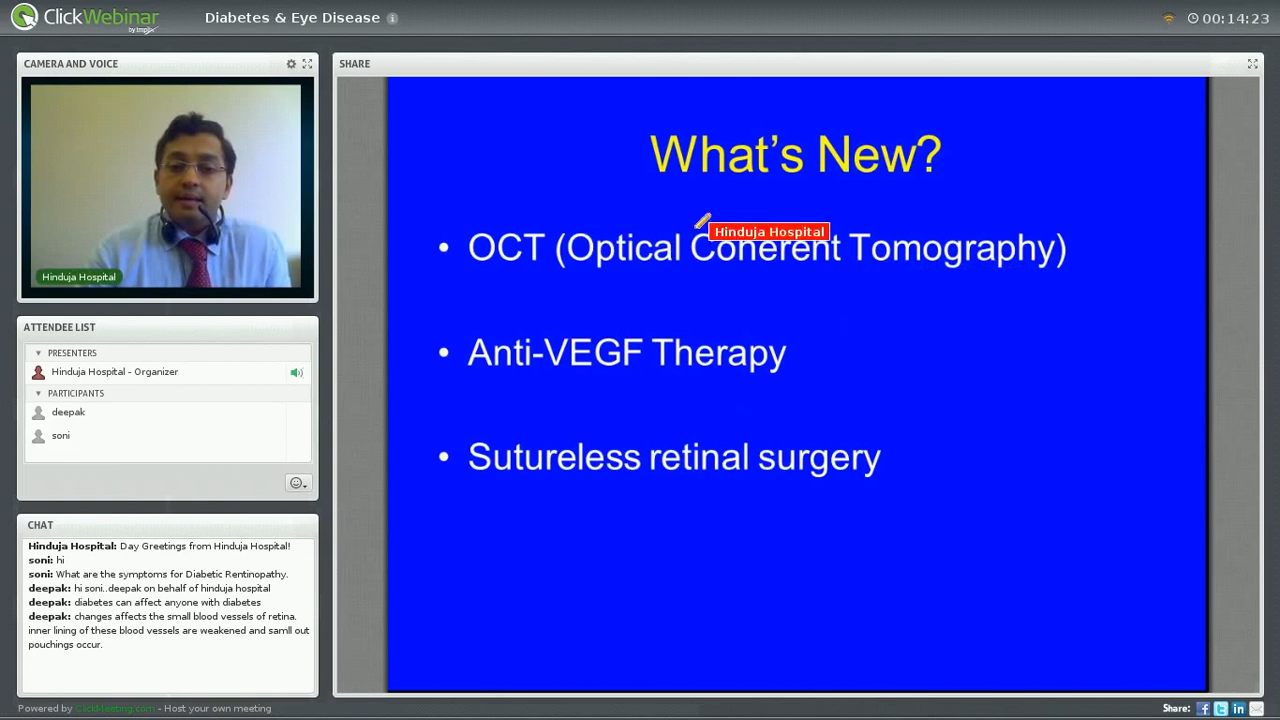 ClickWebinar
by Implix
Diabetes & Eye Disease
00:14:23
CAMERA AND VOICE
Hinduja Hospital
ATTENDEE LIST
PRESENTERS
Hinduja Hospital - Organizer
PARTICIPANTS
deepak
soni
CHAT
Hinduja Hospital: Day Greetings from Hinduja Hospital!
soni: hi
soni: What are the symptoms for Diabetic Rentinopathy.
deepak: hi soni..deepak on behalf of hinduja hospital
deepak: diabetes can affect anyone with diabetes
deepak: changes affects the small blood vessels of retina.
inner lining of these blood vessels are weakened and samll out
pouchings occur.
SHARE
What's New?
Hinduja Hospital
• OCT (Optical Coherent Tomography)
• Anti-VEGF Therapy
• Sutureless retinal surgery
Powered by ClickMeeting.com - Host your own meeting
Share: